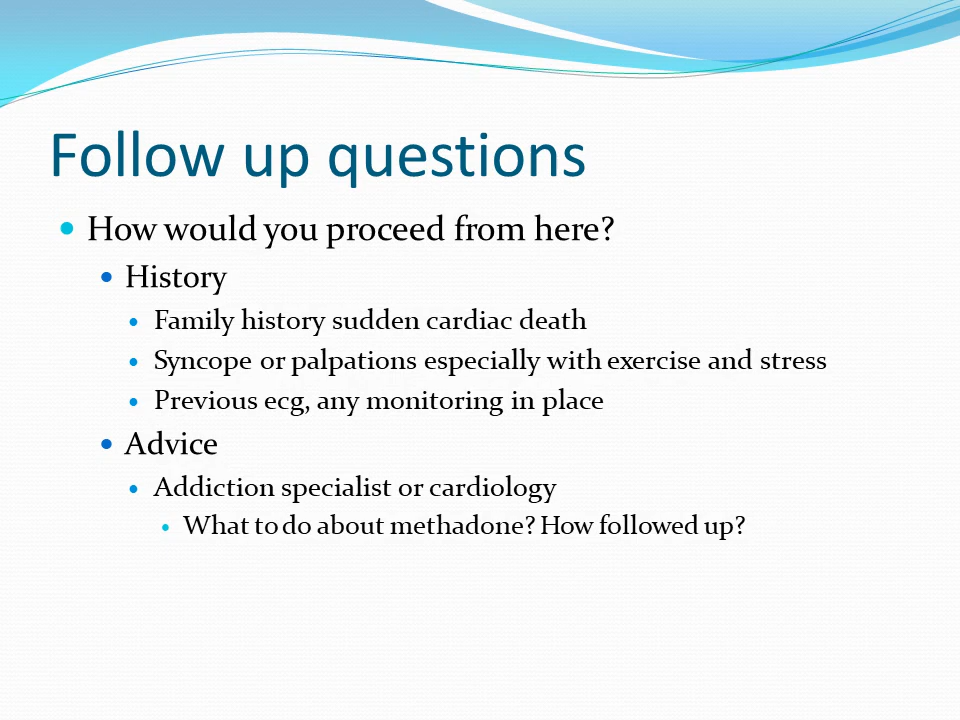 Follow up questions
How would you proceed from here?
History
Family history sudden cardiac death
Syncope or palpations especially with exercise and stress
Previous ecg, any monitoring in place
Advice
Addiction specialist or cardiology
What to do about methadone? How followed up?